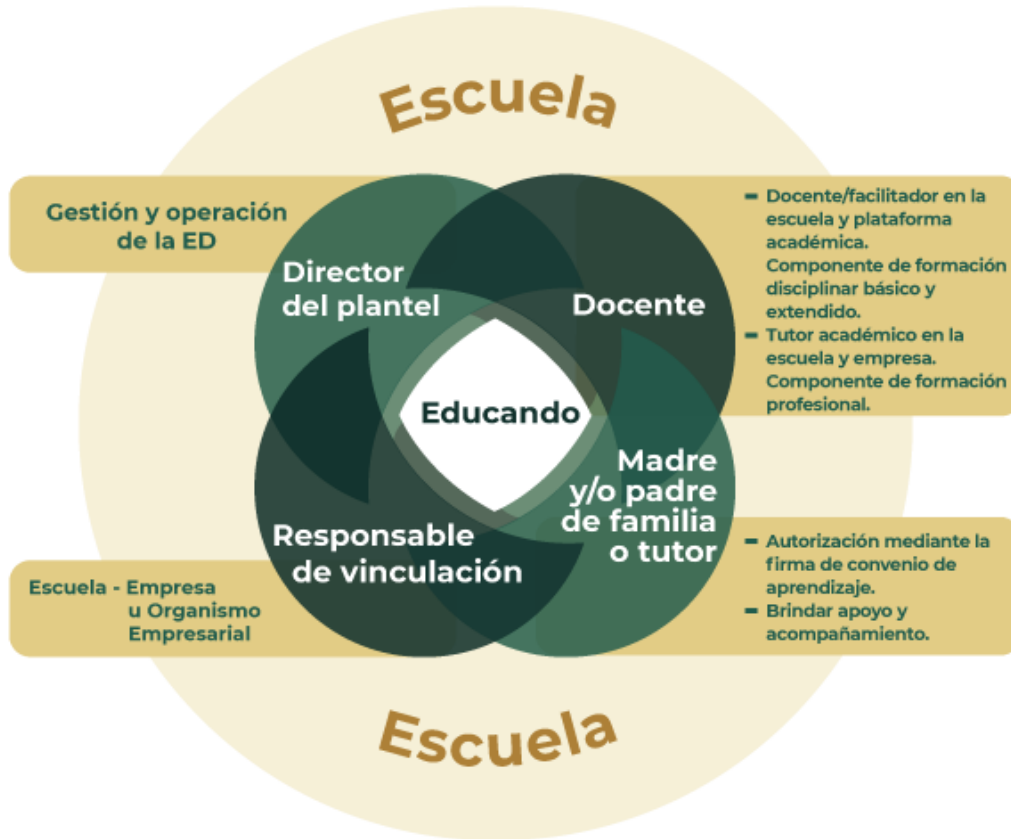 Escuela
Gestión y operación
de la ED
Director
del plantel
Docente
- Docente/facilitador en la
escuela y plataforma
académica.
Componente de formación
disciplinar básico y
extendido.
- Tutor académico en la
escuela y empresa.
Componente de formación
profesional.
Educando
Madre
y/o padre
de familia
o tutor
Responsable
de vinculación
Escuela - Empresa
u Organismo
Empresarial
- Autorización mediante la
firma de convenio de
aprendizaje.
- Brindar apoyo y
acompañamiento.
Escuela